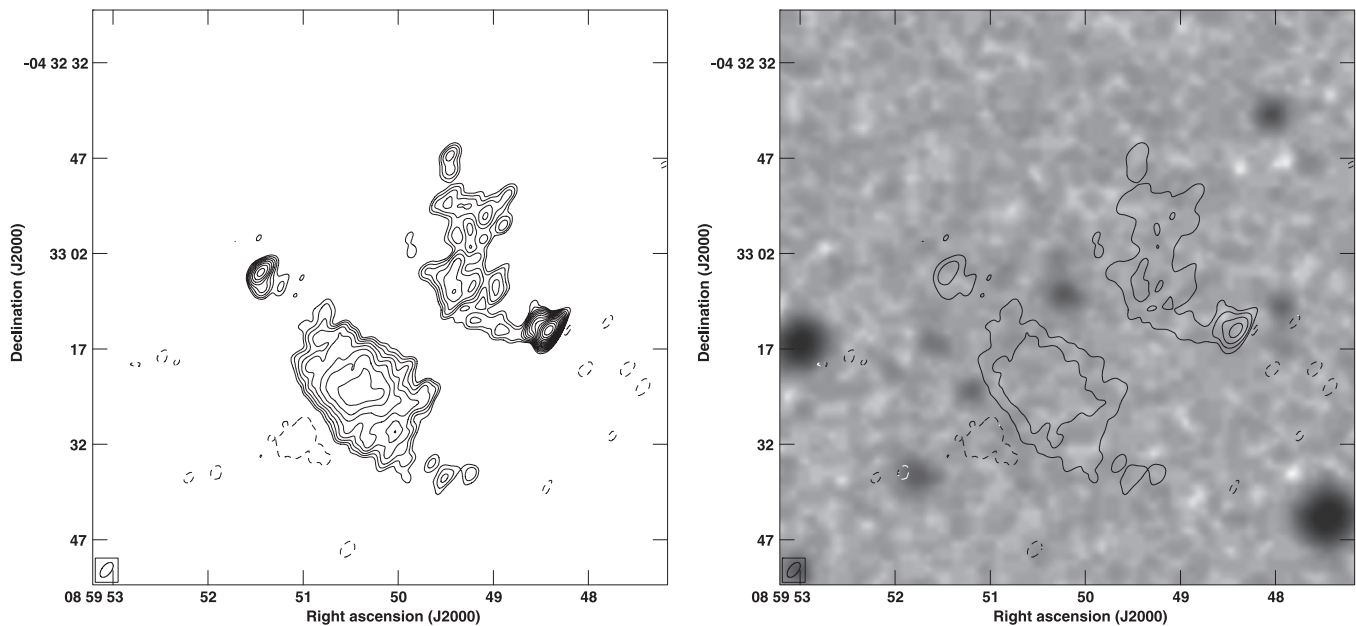 -04 32 32
47
33 02
17
32
47
Declination (J2000)
08 59 53
52
51
50
49
48
Right ascension (J2000)
-04 32 32
47
33 02
17
32
47
Declination (J2000)
08 59 53
52
51
50
49
48
Right ascension (J2000)